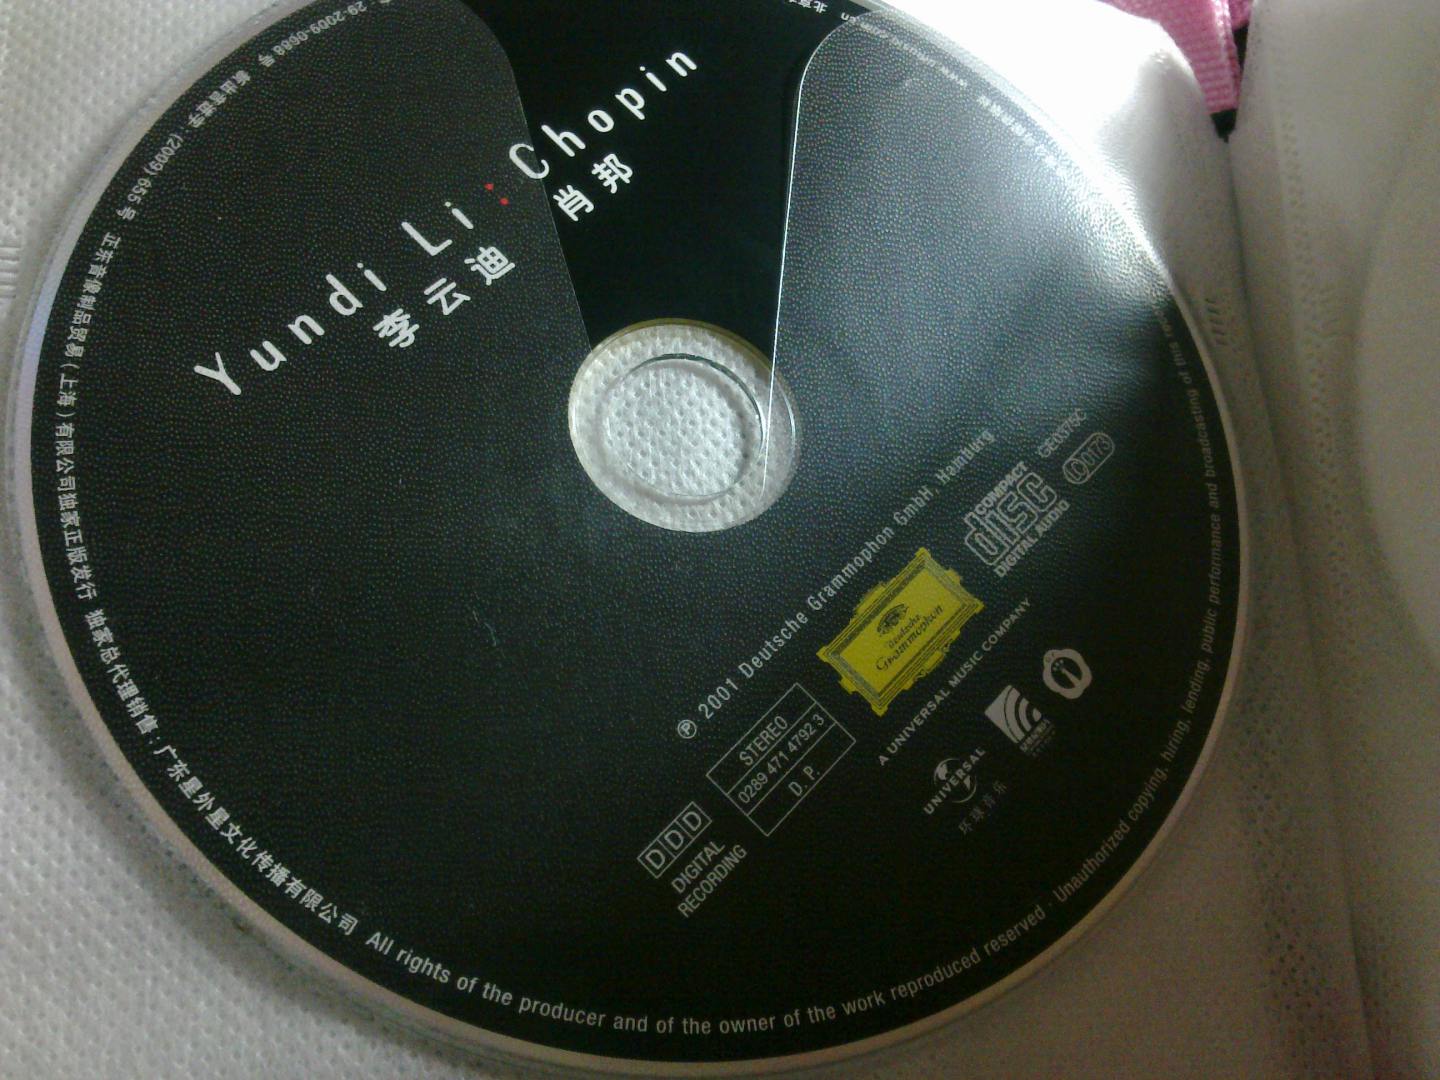 Yundi Li : Chopin
李云迪 肖邦
GE0375C
COMPACT
disc
DIGITAL AUDIO
℗ 2001 Deutsche Grammophon GmbH, Hamburg
Deutsche
Grammophon
A UNIVERSAL MUSIC COMPANY
STEREO
0289 471 4792 3
D. P.
DDD
DIGITAL
RECORDING
UNIVERSAL
环球音乐
(2009) 655 号 正东音像制品贸易(上海)有限公司独家正版发行 独家总代理销售:广东星外星文化传播有限公司 All rights of the producer and of the owner of the work reproduced reserved · Unauthorized copying, hiring, lending, public performance and broadcasting of this